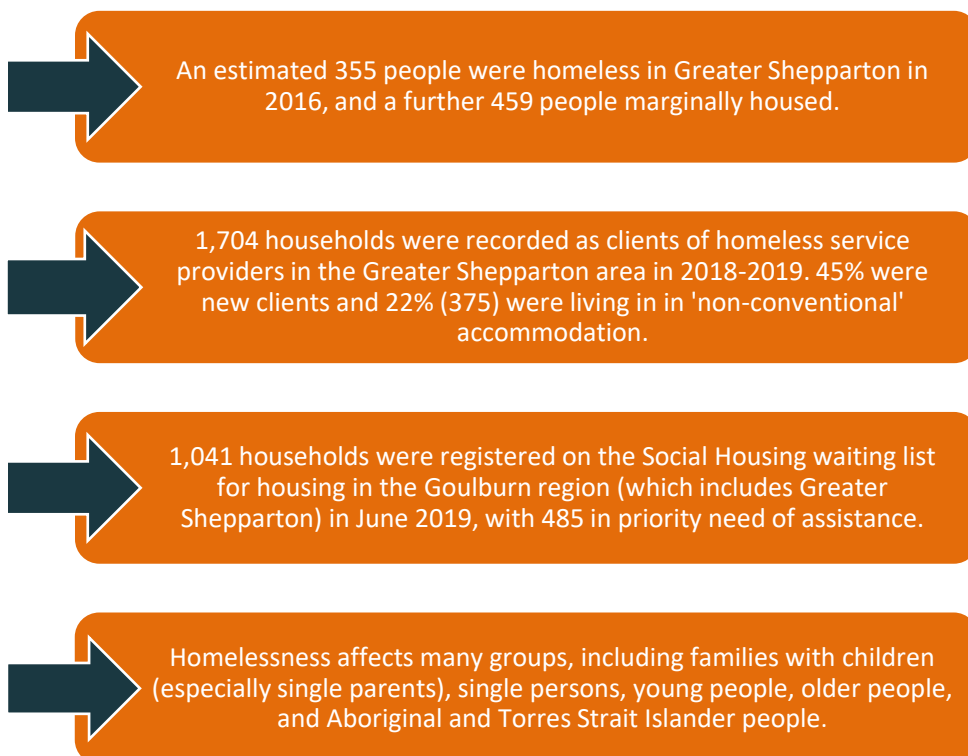 An estimated 355 people were homeless in Greater Shepparton in
2016, and a further 459 people marginally housed.
1,704 households were recorded as clients of homeless service
providers in the Greater Shepparton area in 2018-2019. 45% were
new clients and 22% (375) were living in in 'non-conventional'
accommodation.
1,041 households were registered on the Social Housing waiting list
for housing in the Goulburn region (which includes Greater
Shepparton) in June 2019, with 485 in priority need of assistance.
Homelessness affects many groups, including families with children
(especially single parents), single persons, young people, older people,
and Aboriginal and Torres Strait Islander people.